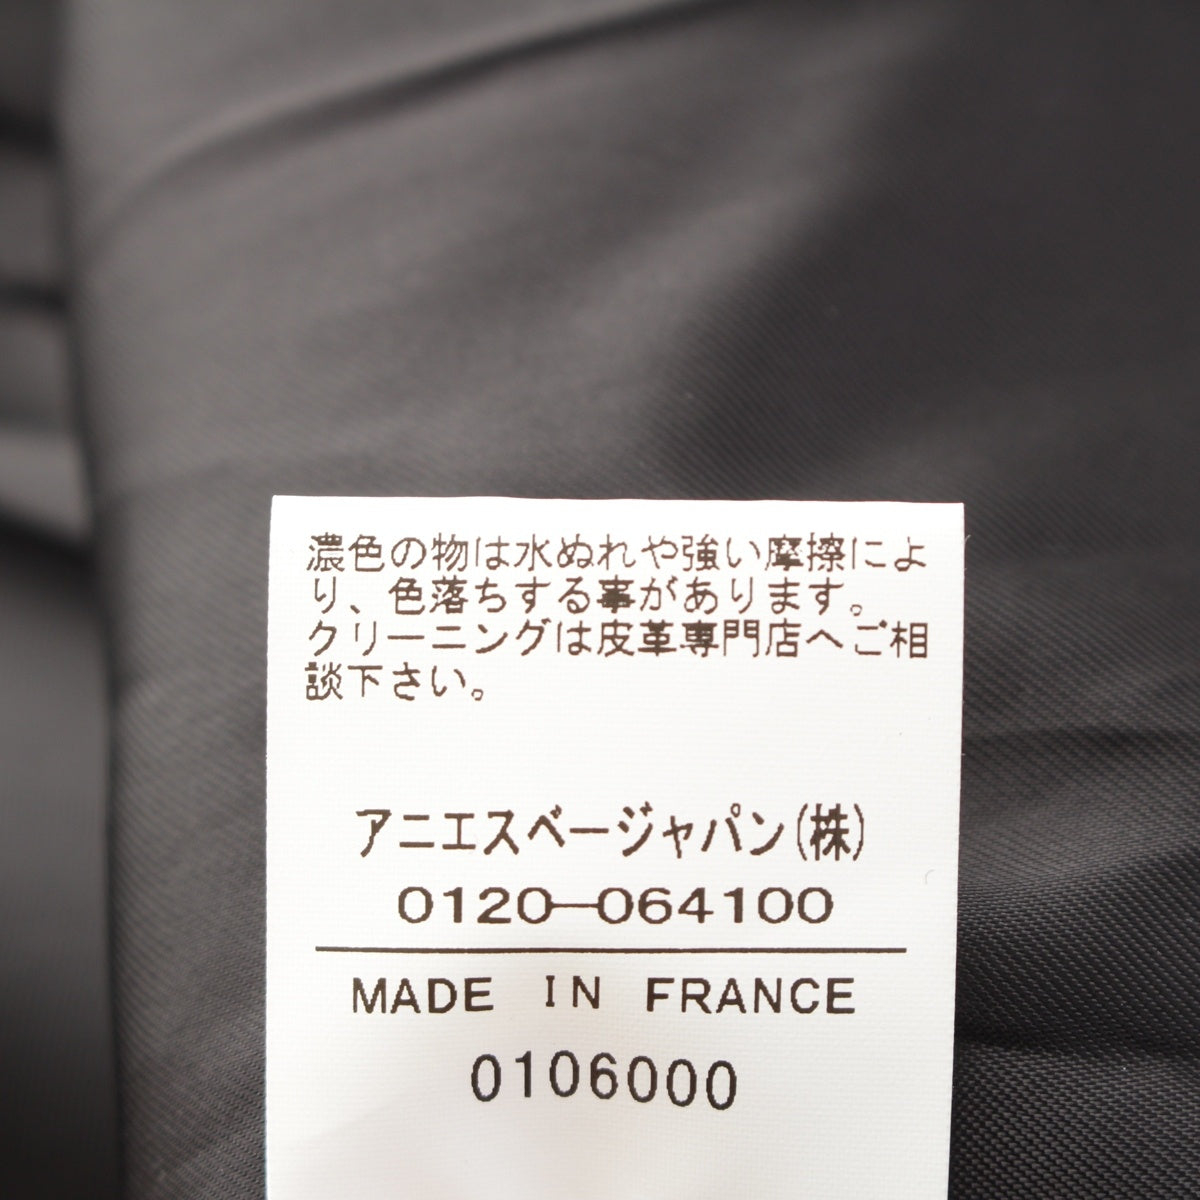 濃色の物は水ぬれや強い摩擦によ
り、色落ちする事があります。
クリーニングは皮革専門店へご相
談下さい。
アニエスベージャパン(株)
0120-064100
MADE IN FRANCE
0106000